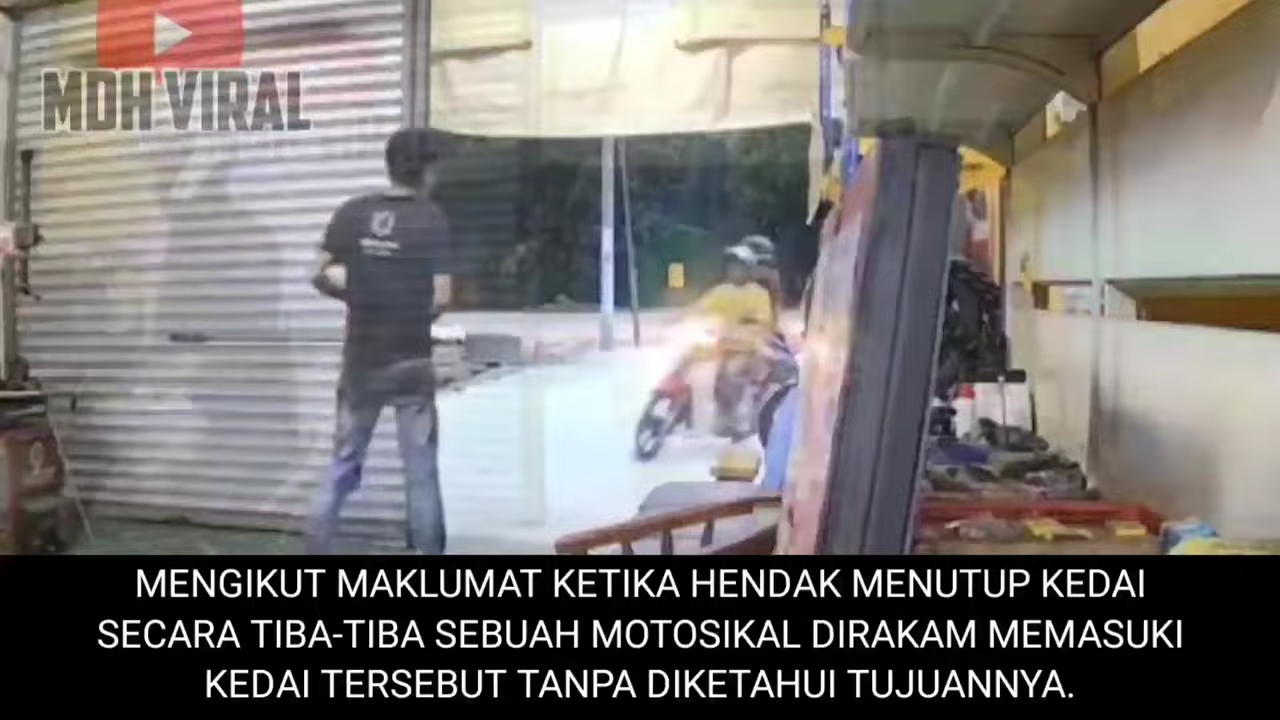 MDH VIRAL
MENGIKUT MAKLUMAT KETIKA HENDAK MENUTUP KEDAI
SECARA TIBA-TIBA SEBUAH MOTOSIKAL DIRAKAM MEMASUKI
KEDAI TERSEBUT TANPA DIKETAHUI TUJUANNYA.